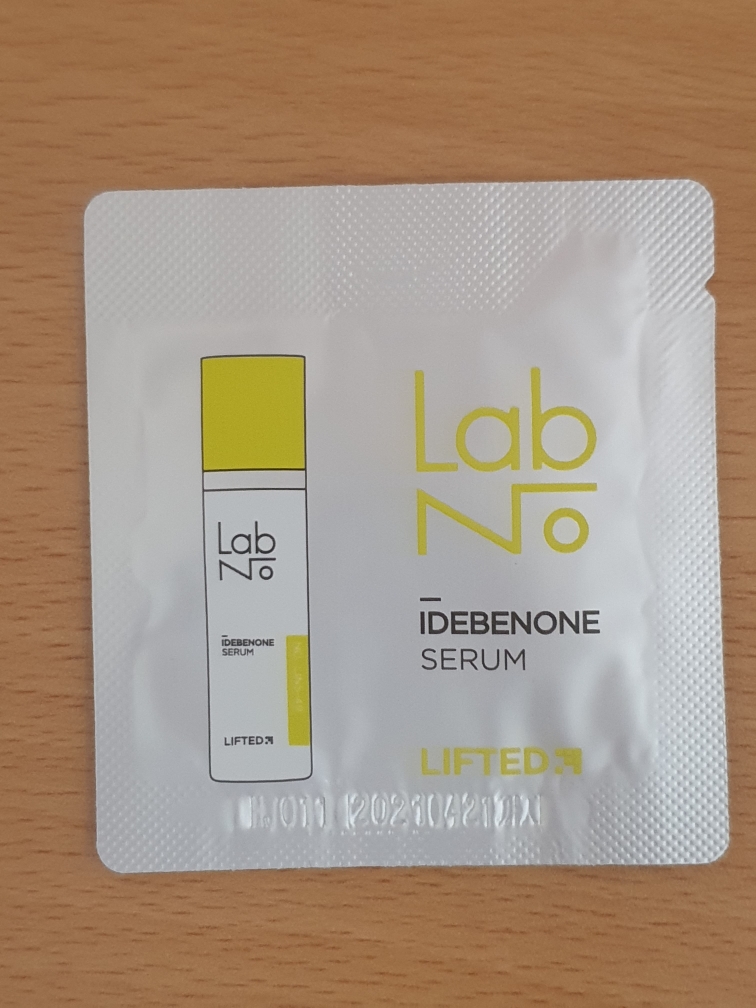 Lab
No
IDEBENONE
SERUM
LIFTED
Lab
No
IDEBENONE
SERUM
LIFTED